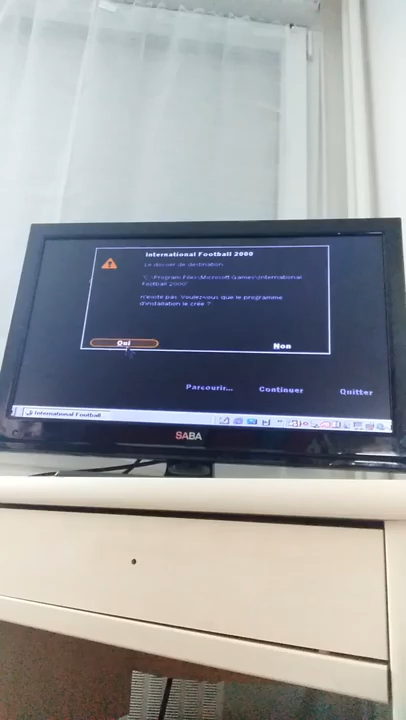 International Football 2000
Le dossier de destination
'C:\Program Files\Microsoft Games\International
Football 2000'
n'existe pas. Voulez-vous que le programme
d'installation le crée ?
Oui
Non
Parcourir...
Continuer
Quitter
International Football
SABA